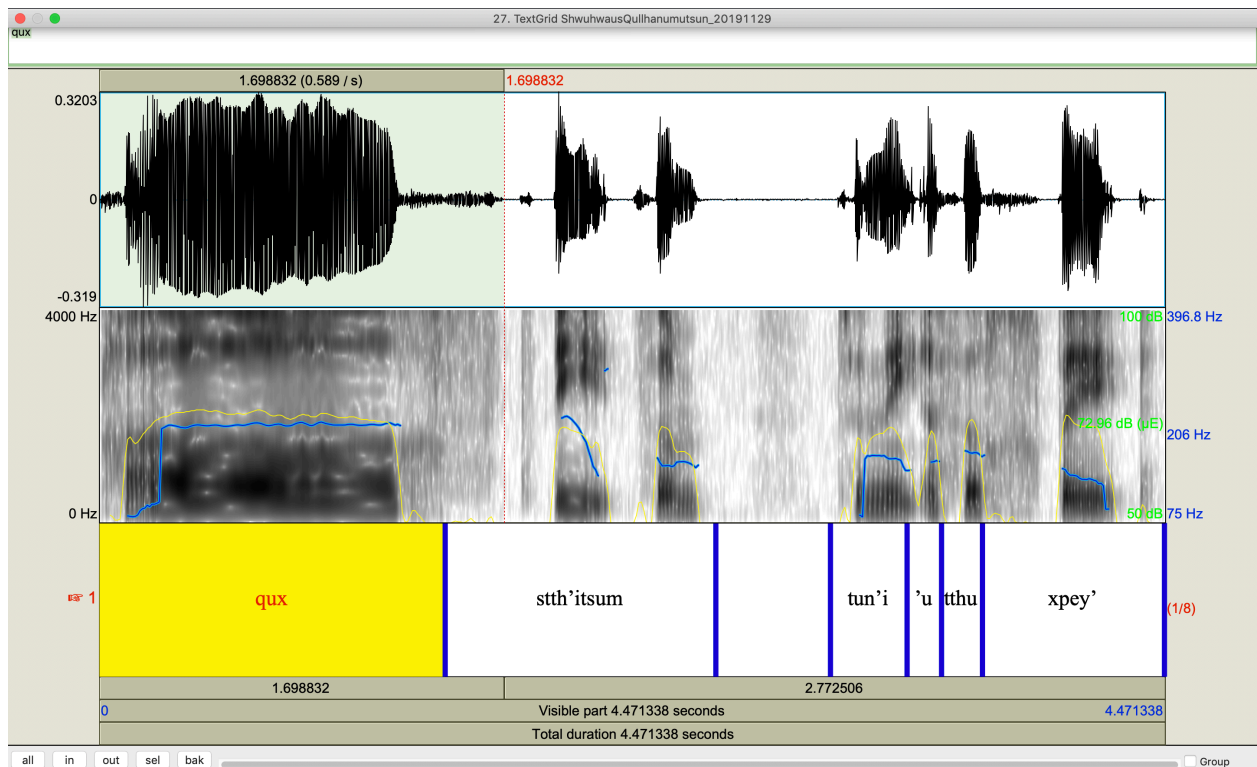 27. TextGrid ShwuhwausQullhanumutsun_20191129
qux
1.698832 (0.589 / s) 1.698832
0.3203
0
-0.319
4000 Hz 100 dB 396.8 Hz
72.96 dB (µE) 206 Hz
0 Hz 50 dB 75 Hz
☞ 1 qux stth'itsum tun'i 'u tthu xpey' (1/8)
1.698832 2.772506
0 Visible part 4.471338 seconds 4.471338
Total duration 4.471338 seconds
all in out sel bak Group